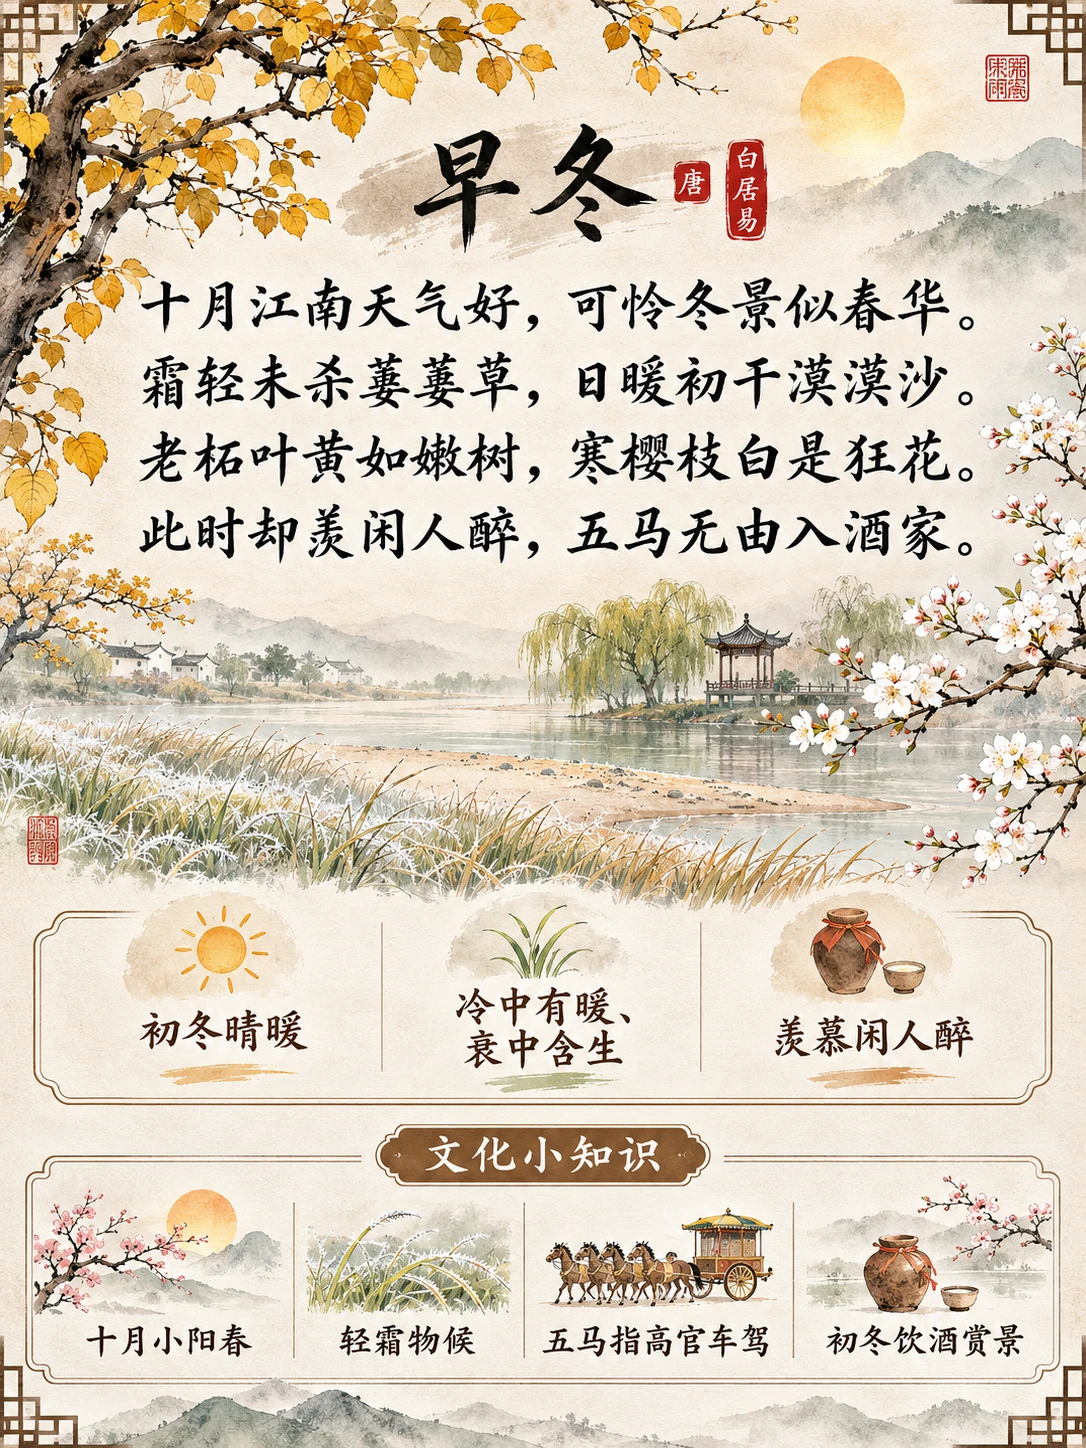 早冬
唐
白居易
十月江南天气好，可怜冬景似春华。
霜轻未杀萋萋草，日暖初干漠漠沙。
老柘叶黄如嫩树，寒樱枝白是狂花。
此时却羡闲人醉，五马无由入酒家。
初冬晴暖
冷中有暖、
衰中含生
羡慕闲人醉
文化小知识
十月小阳春
轻霜物候
五马指高官车驾
初冬饮酒赏景